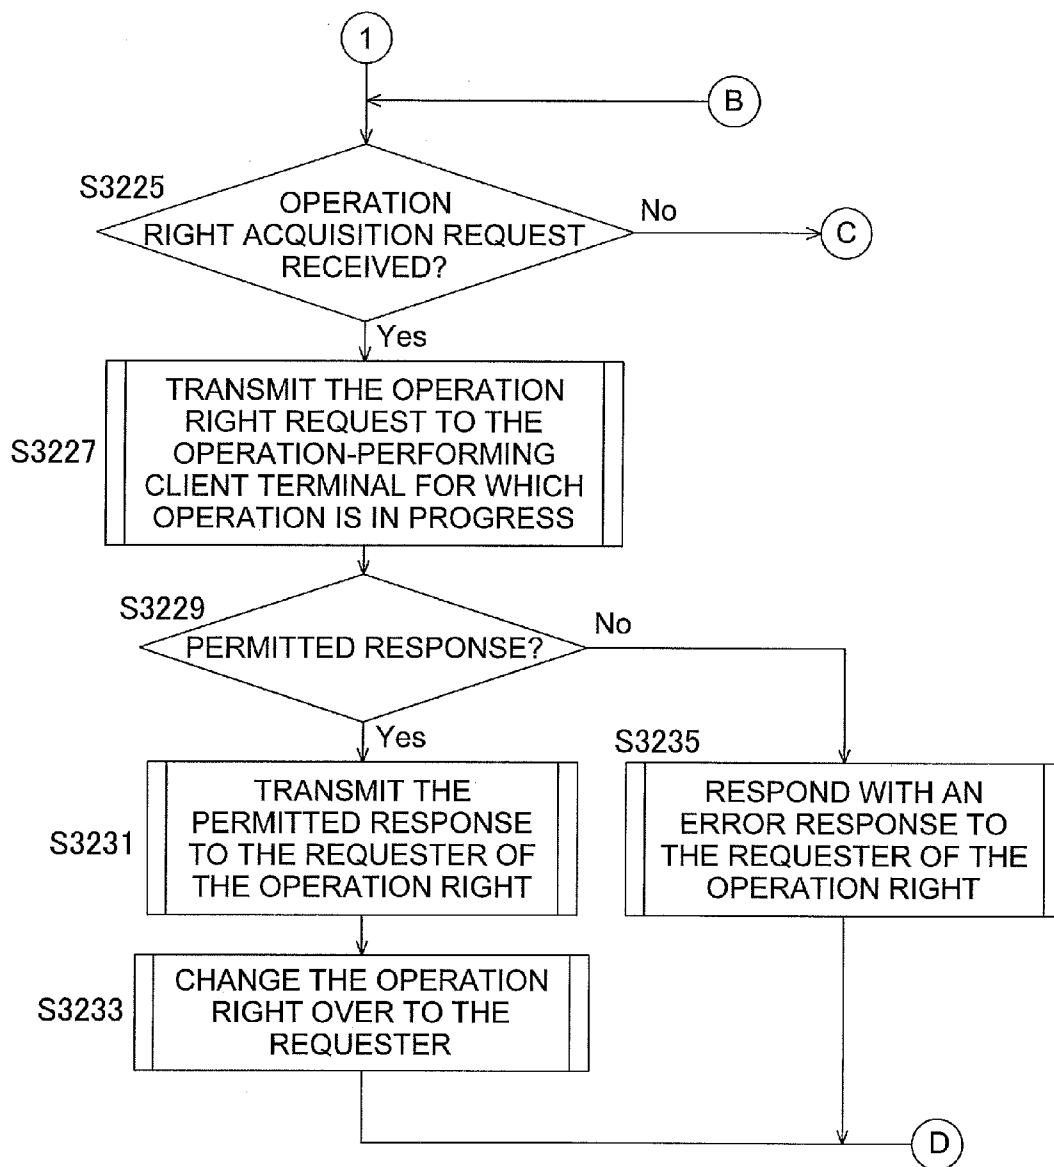 1
B
S3225
OPERATION
RIGHT ACQUISITION REQUEST
RECEIVED?
No
C
Yes
S3227
TRANSMIT THE OPERATION
RIGHT REQUEST TO THE
OPERATION-PERFORMING
CLIENT TERMINAL FOR WHICH
OPERATION IS IN PROGRESS
S3229
PERMITTED RESPONSE?
No
Yes
S3231
TRANSMIT THE
PERMITTED RESPONSE
TO THE REQUESTER OF
THE OPERATION RIGHT
S3235
RESPOND WITH AN
ERROR RESPONSE TO
THE REQUESTER OF THE
OPERATION RIGHT
S3233
CHANGE THE OPERATION
RIGHT OVER TO THE
REQUESTER
D